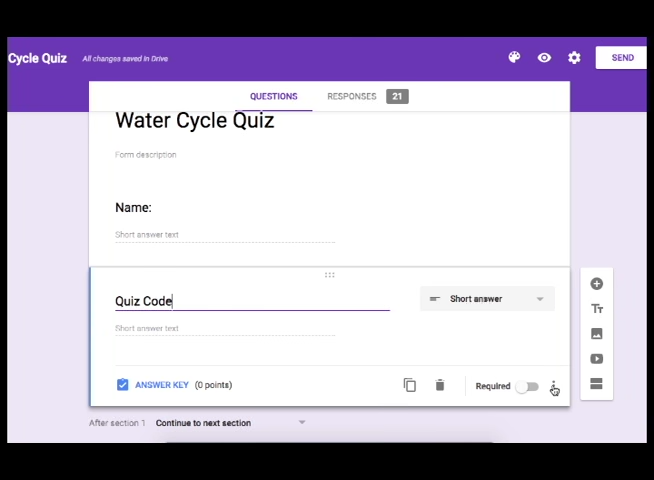 Cycle Quiz All changes saved in Drive SEND
QUESTIONS RESPONSES 21
Water Cycle Quiz
Form description
Name:
Short answer text
Quiz Code
Short answer
Short answer text
ANSWER KEY (0 points)
Required
After section 1 Continue to next section
Tт